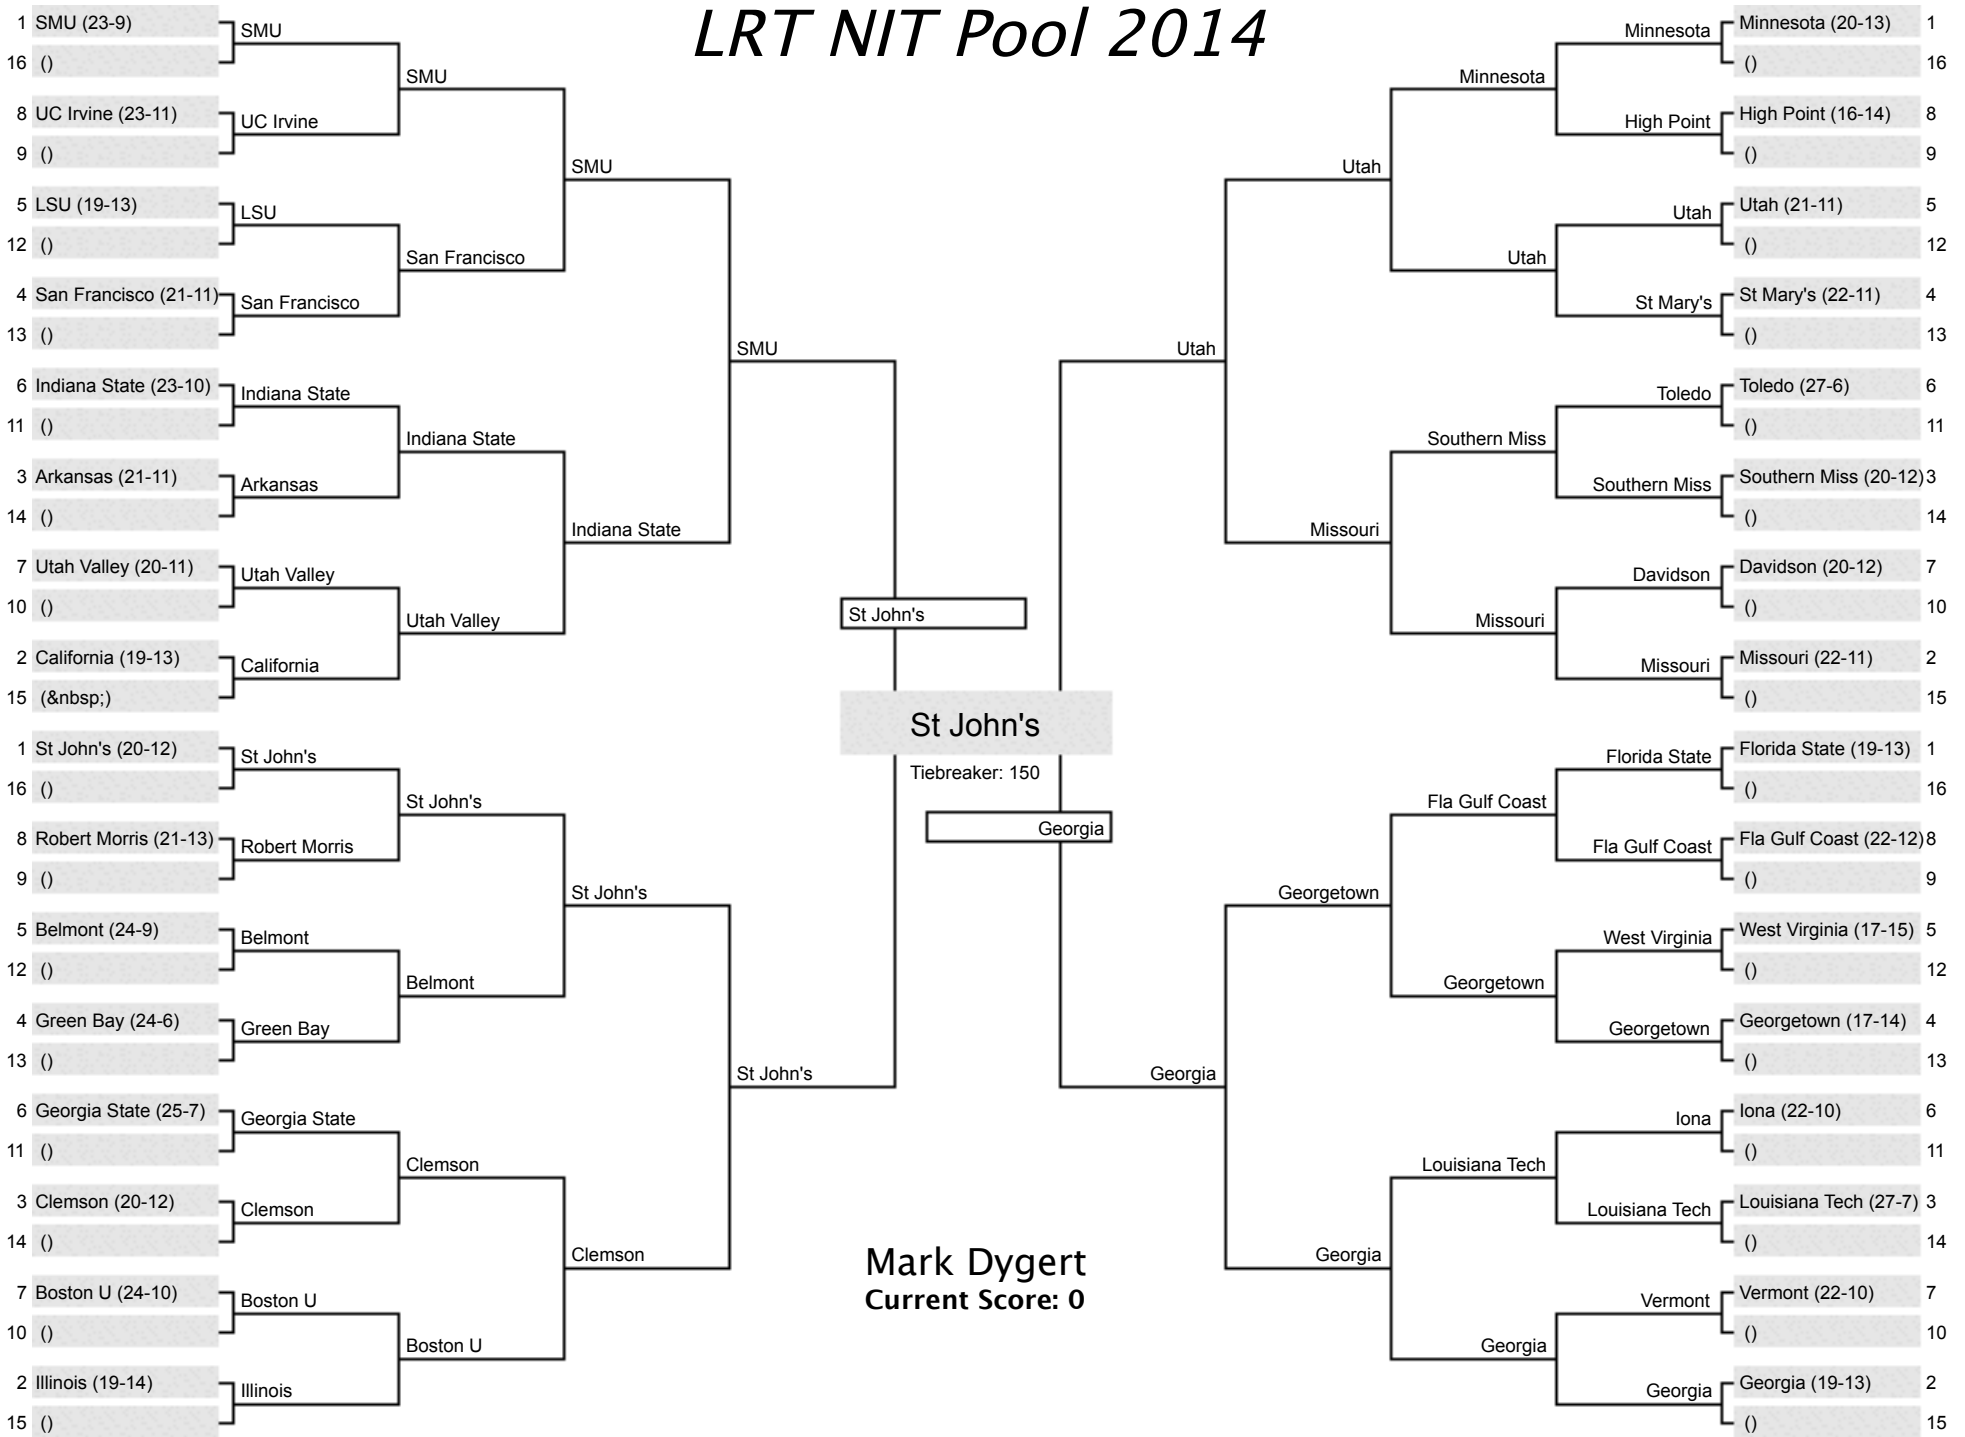 LRT NIT Pool 2014
1 SMU (23-9)
16 ()
8 UC Irvine (23-11)
9 ()
5 LSU (19-13)
12 ()
4 San Francisco (21-11)
13 ()
6 Indiana State (23-10)
11 ()
3 Arkansas (21-11)
14 ()
7 Utah Valley (20-11)
10 ()
2 California (19-13)
15 (&nbsp;)
1 St John's (20-12)
16 ()
8 Robert Morris (21-13)
9 ()
5 Belmont (24-9)
12 ()
4 Green Bay (24-6)
13 ()
6 Georgia State (25-7)
11 ()
3 Clemson (20-12)
14 ()
7 Boston U (24-10)
10 ()
2 Illinois (19-14)
15 ()
SMU
UC Irvine
LSU
San Francisco
Indiana State
Arkansas
Utah Valley
California
St John's
Robert Morris
Belmont
Green Bay
Georgia State
Clemson
Boston U
Illinois
SMU
San Francisco
Indiana State
Utah Valley
St John's
Belmont
Clemson
Boston U
SMU
Indiana State
St John's
Clemson
SMU
St John's
St John's
St John's
Tiebreaker: 150
Georgia
Mark Dygert
Current Score: 0
Utah
Georgia
Utah
Missouri
Georgetown
Georgia
Minnesota
Utah
Southern Miss
Missouri
Fla Gulf Coast
Georgetown
Louisiana Tech
Georgia
Minnesota
High Point
Utah
St Mary's
Toledo
Southern Miss
Davidson
Missouri
Florida State
Fla Gulf Coast
West Virginia
Georgetown
Iona
Louisiana Tech
Vermont
Georgia
Minnesota (20-13) 1
() 16
High Point (16-14) 8
() 9
Utah (21-11) 5
() 12
St Mary's (22-11) 4
() 13
Toledo (27-6) 6
() 11
Southern Miss (20-12) 3
() 14
Davidson (20-12) 7
() 10
Missouri (22-11) 2
() 15
Florida State (19-13) 1
() 16
Fla Gulf Coast (22-12) 8
() 9
West Virginia (17-15) 5
() 12
Georgetown (17-14) 4
() 13
Iona (22-10) 6
() 11
Louisiana Tech (27-7) 3
() 14
Vermont (22-10) 7
() 10
Georgia (19-13) 2
() 15